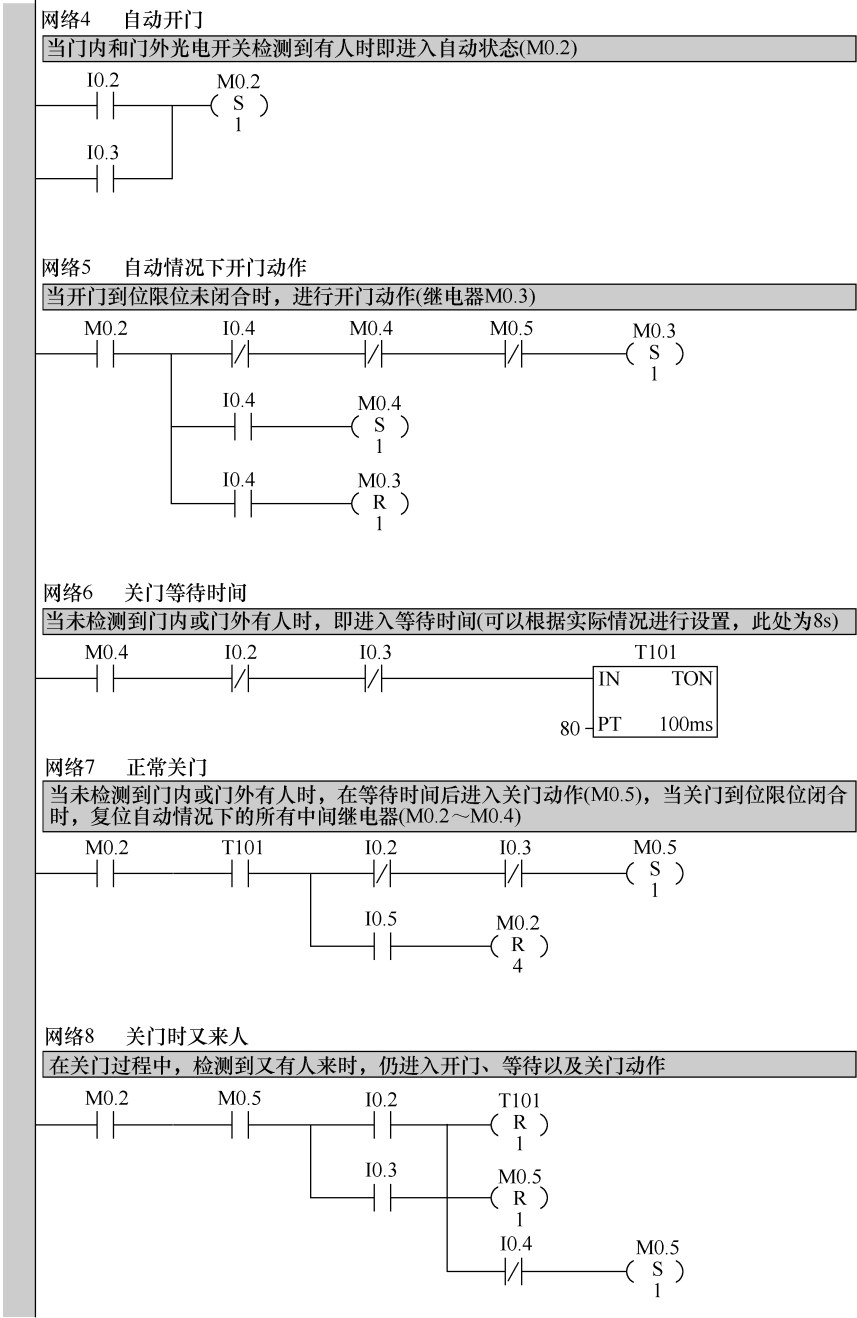 网络4 自动开门
当门内和门外光电开关检测到有人时即进入自动状态(M0.2)
I0.2 M0.2
S
1
I0.3
网络5 自动情况下开门动作
当开门到位限位未闭合时，进行开门动作(继电器M0.3)
M0.2 I0.4 M0.4 M0.5 M0.3
S
1
I0.4 M0.4
S
1
I0.4 M0.3
R
1
网络6 关门等待时间
当未检测到门内或门外有人时，即进入等待时间(可以根据实际情况进行设置，此处为8s)
M0.4 I0.2 I0.3 T101
IN TON
80 PT 100ms
网络7 正常关门
当未检测到门内或门外有人时，在等待时间后进入关门动作(M0.5)，当关门到位限位闭合
时，复位自动情况下的所有中间继电器(M0.2～M0.4)
M0.2 T101 I0.2 I0.3 M0.5
S
1
I0.5 M0.2
R
4
网络8 关门时又来人
在关门过程中，检测到又有人来时，仍进入开门、等待以及关门动作
M0.2 M0.5 I0.2 T101
R
1
I0.3 M0.5
R
1
I0.4 M0.5
S
1